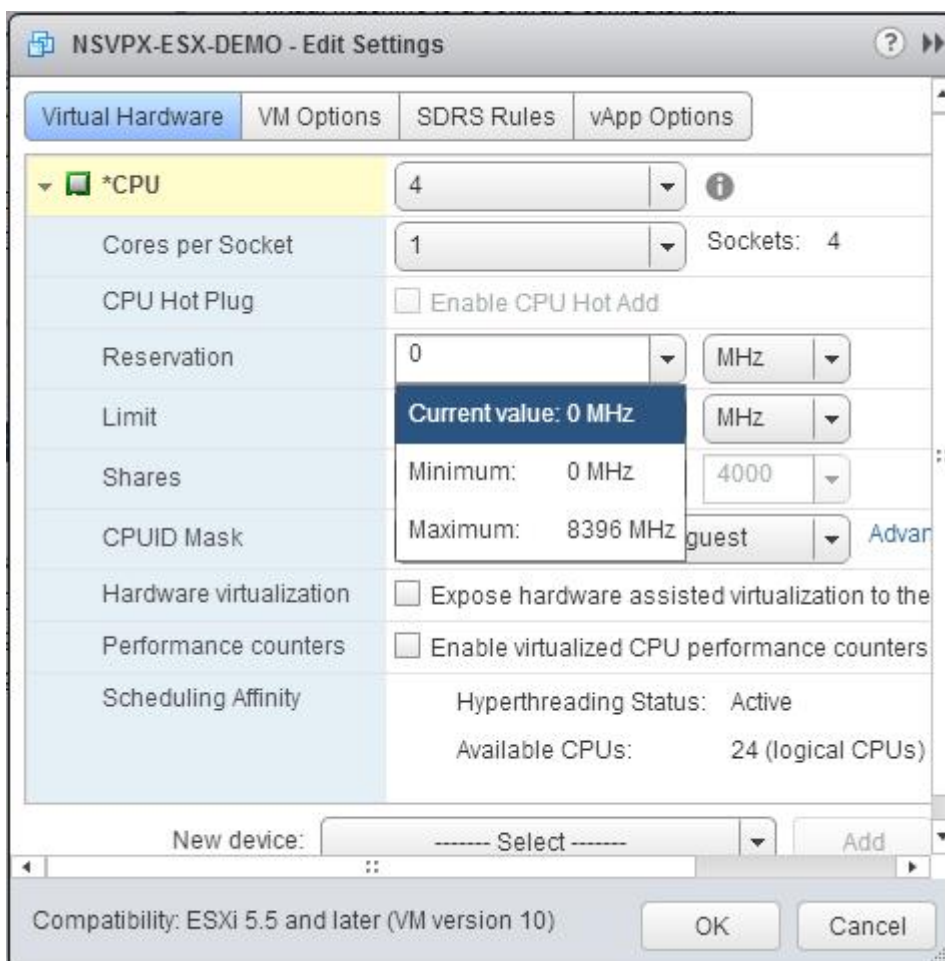 NSVPX-ESX-DEMO - Edit Settings
Virtual Hardware VM Options SDRS Rules vApp Options
*CPU 4
Cores per Socket 1 Sockets: 4
CPU Hot Plug Enable CPU Hot Add
Reservation 0 MHz
Limit Current value: 0 MHz MHz
Shares Minimum: 0 MHz 4000
CPUID Mask Maximum: 8396 MHz guest Advan
Hardware virtualization Expose hardware assisted virtualization to the
Performance counters Enable virtualized CPU performance counters
Scheduling Affinity Hyperthreading Status: Active
Available CPUs: 24 (logical CPUs)
New device: ------- Select ------- Add
Compatibility: ESXi 5.5 and later (VM version 10) OK Cancel